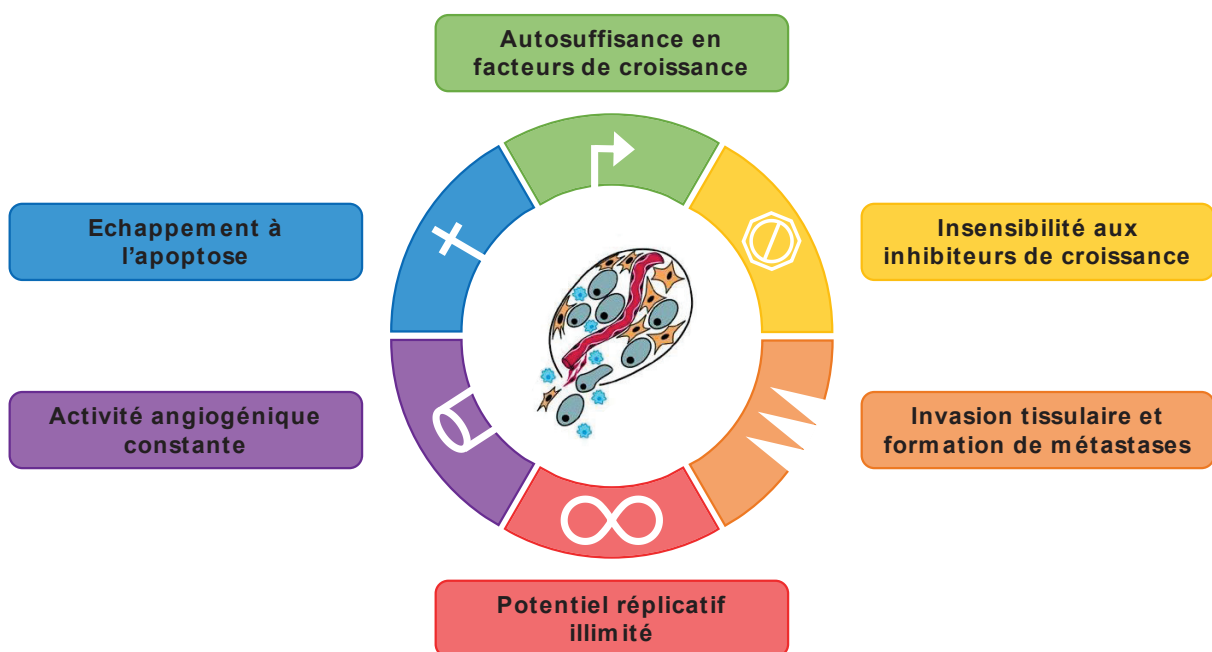 Autosuffisance en
facteurs de croissance
Echappement à
l’apoptose
Insensibilité aux
inhibiteurs de croissance
Activité angiogénique
constante
Invasion tissulaire et
formation de métastases
Potentiel réplicatif
illimité